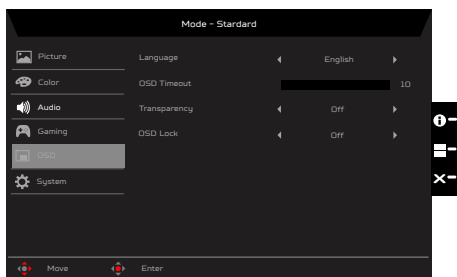 Mode - Stardard
Picture
Language English
Color
OSD Timeout 10
Audio
Transparency Off
Gaming
OSD Lock Off
OSD
System
Move Enter